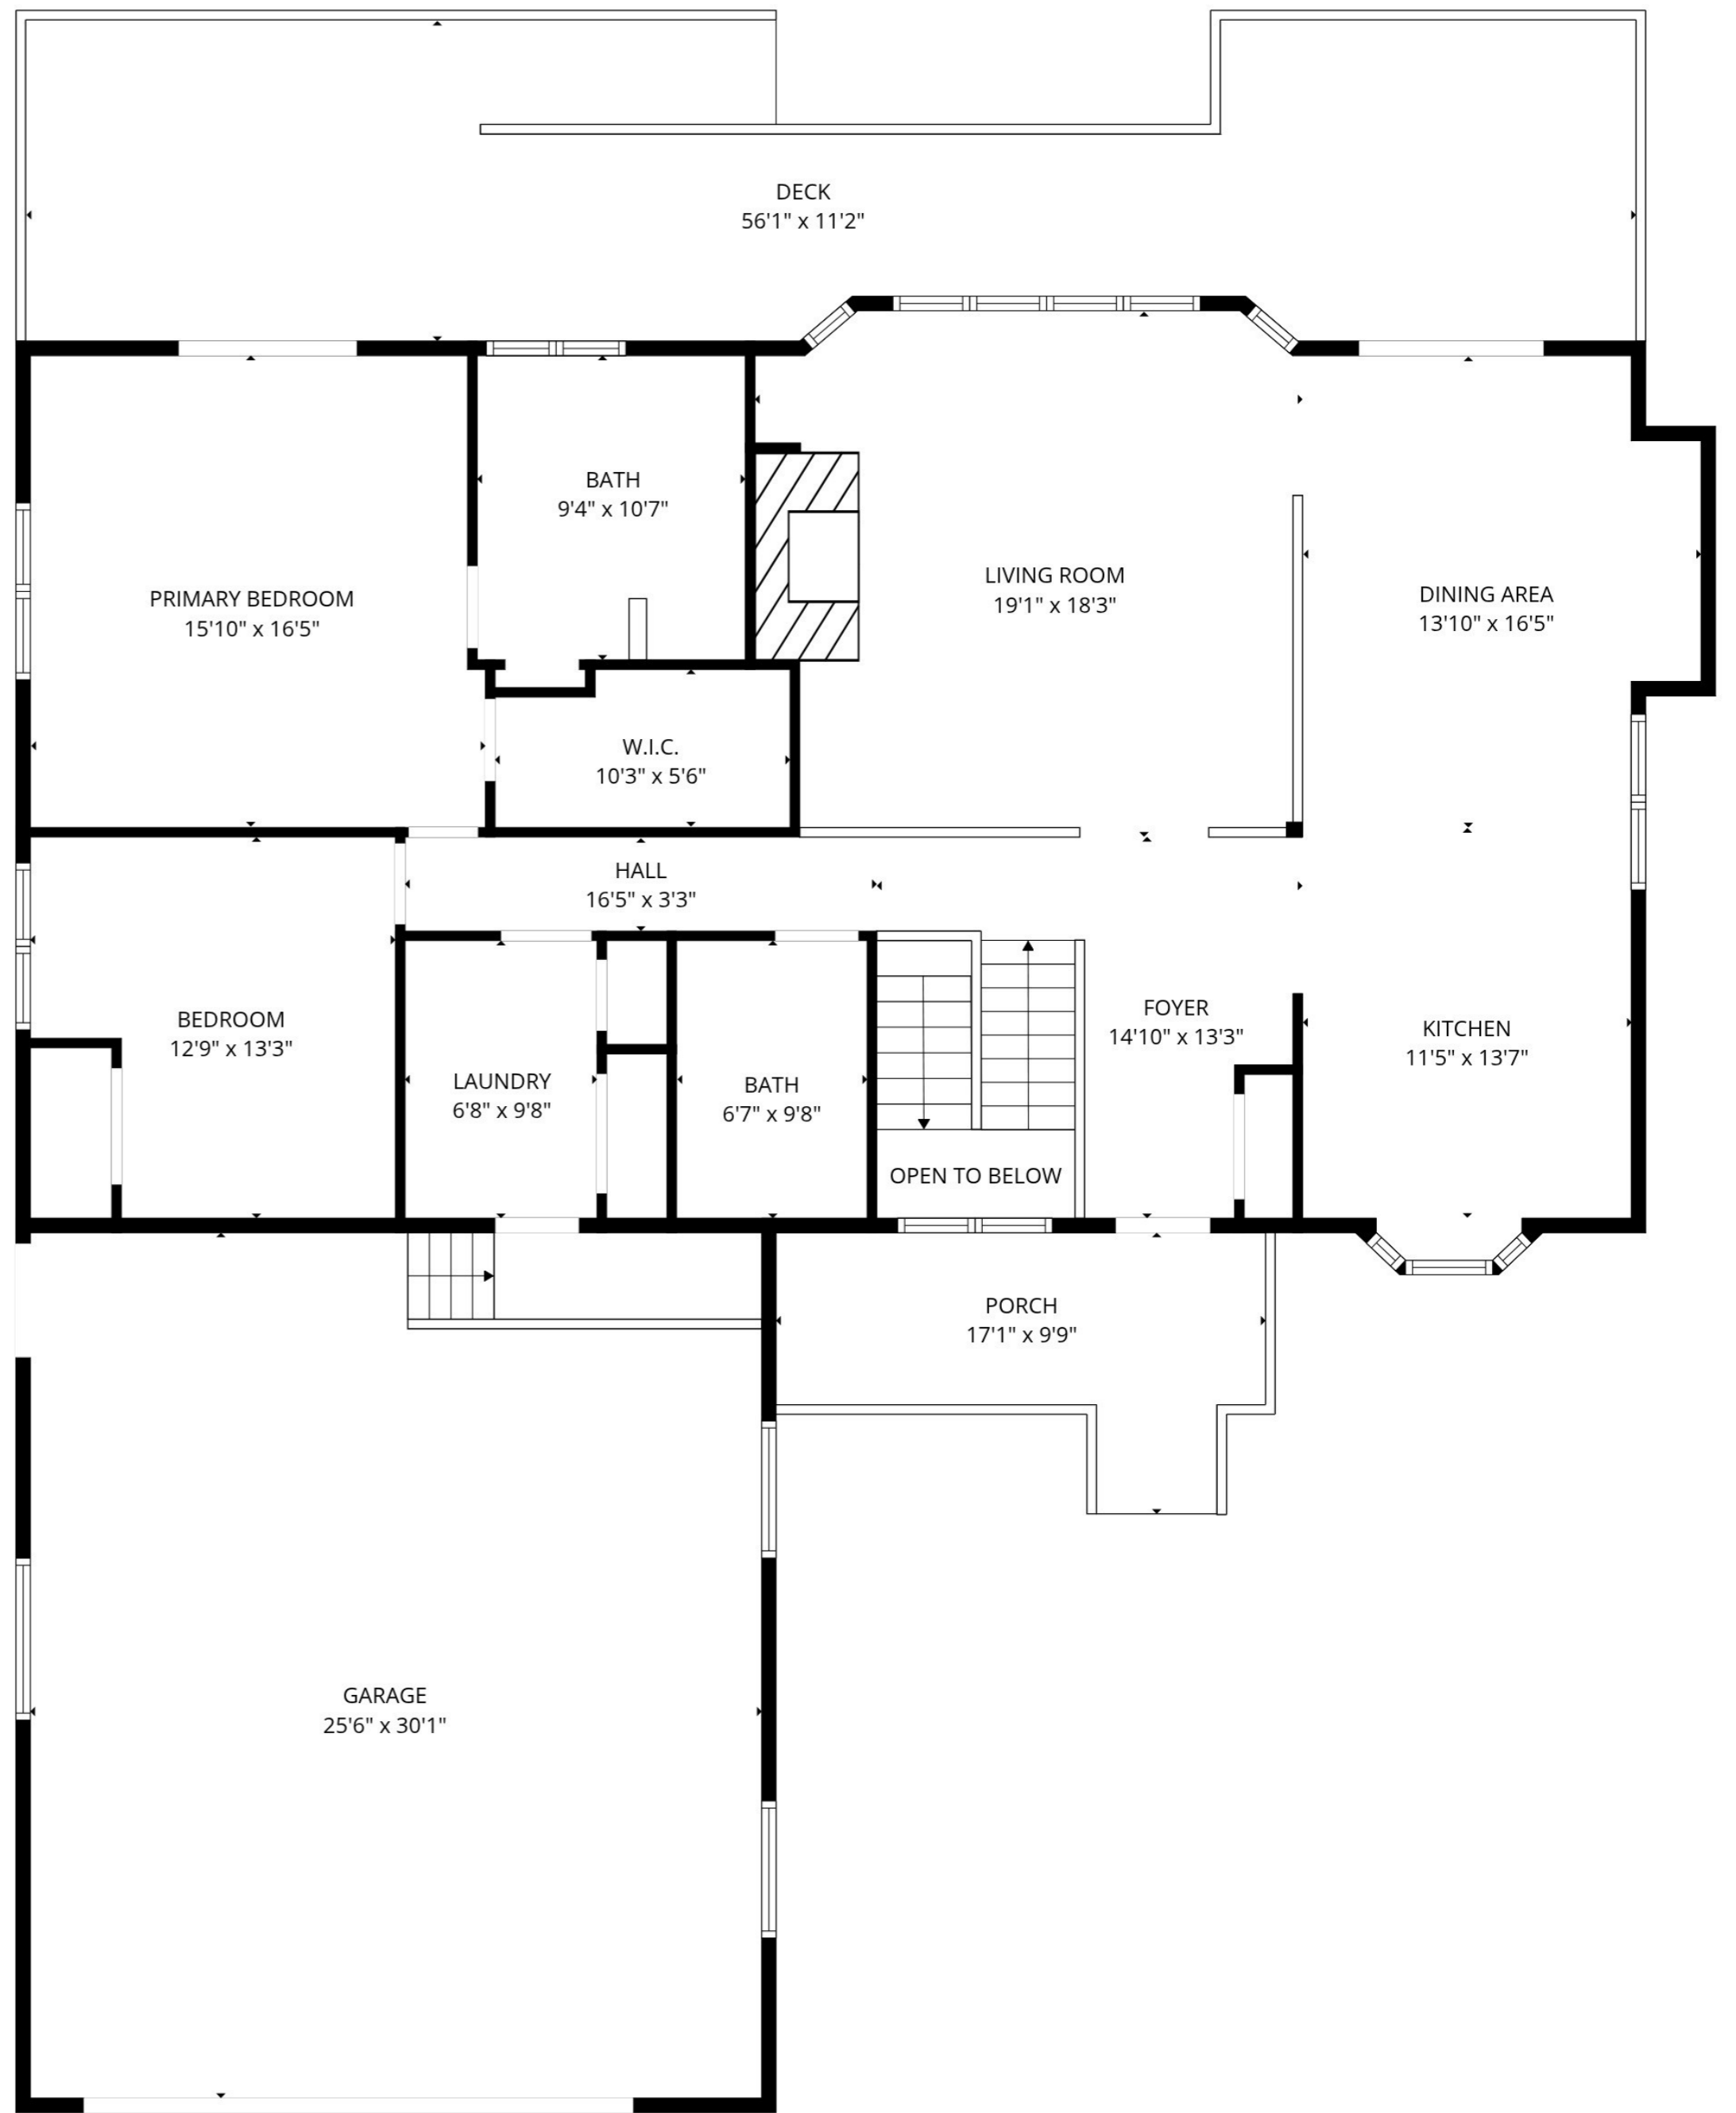 DECK
56'1" x 11'2"
BATH
9'4" x 10'7"
LIVING ROOM
19'1" x 18'3"
DINING AREA
13'10" x 16'5"
PRIMARY BEDROOM
15'10" x 16'5"
W.I.C.
10'3" x 5'6"
HALL
16'5" x 3'3"
BEDROOM
12'9" x 13'3"
LAUNDRY
6'8" x 9'8"
BATH
6'7" x 9'8"
FOYER
14'10" x 13'3"
KITCHEN
11'5" x 13'7"
OPEN TO BELOW
PORCH
17'1" x 9'9"
GARAGE
25'6" x 30'1"